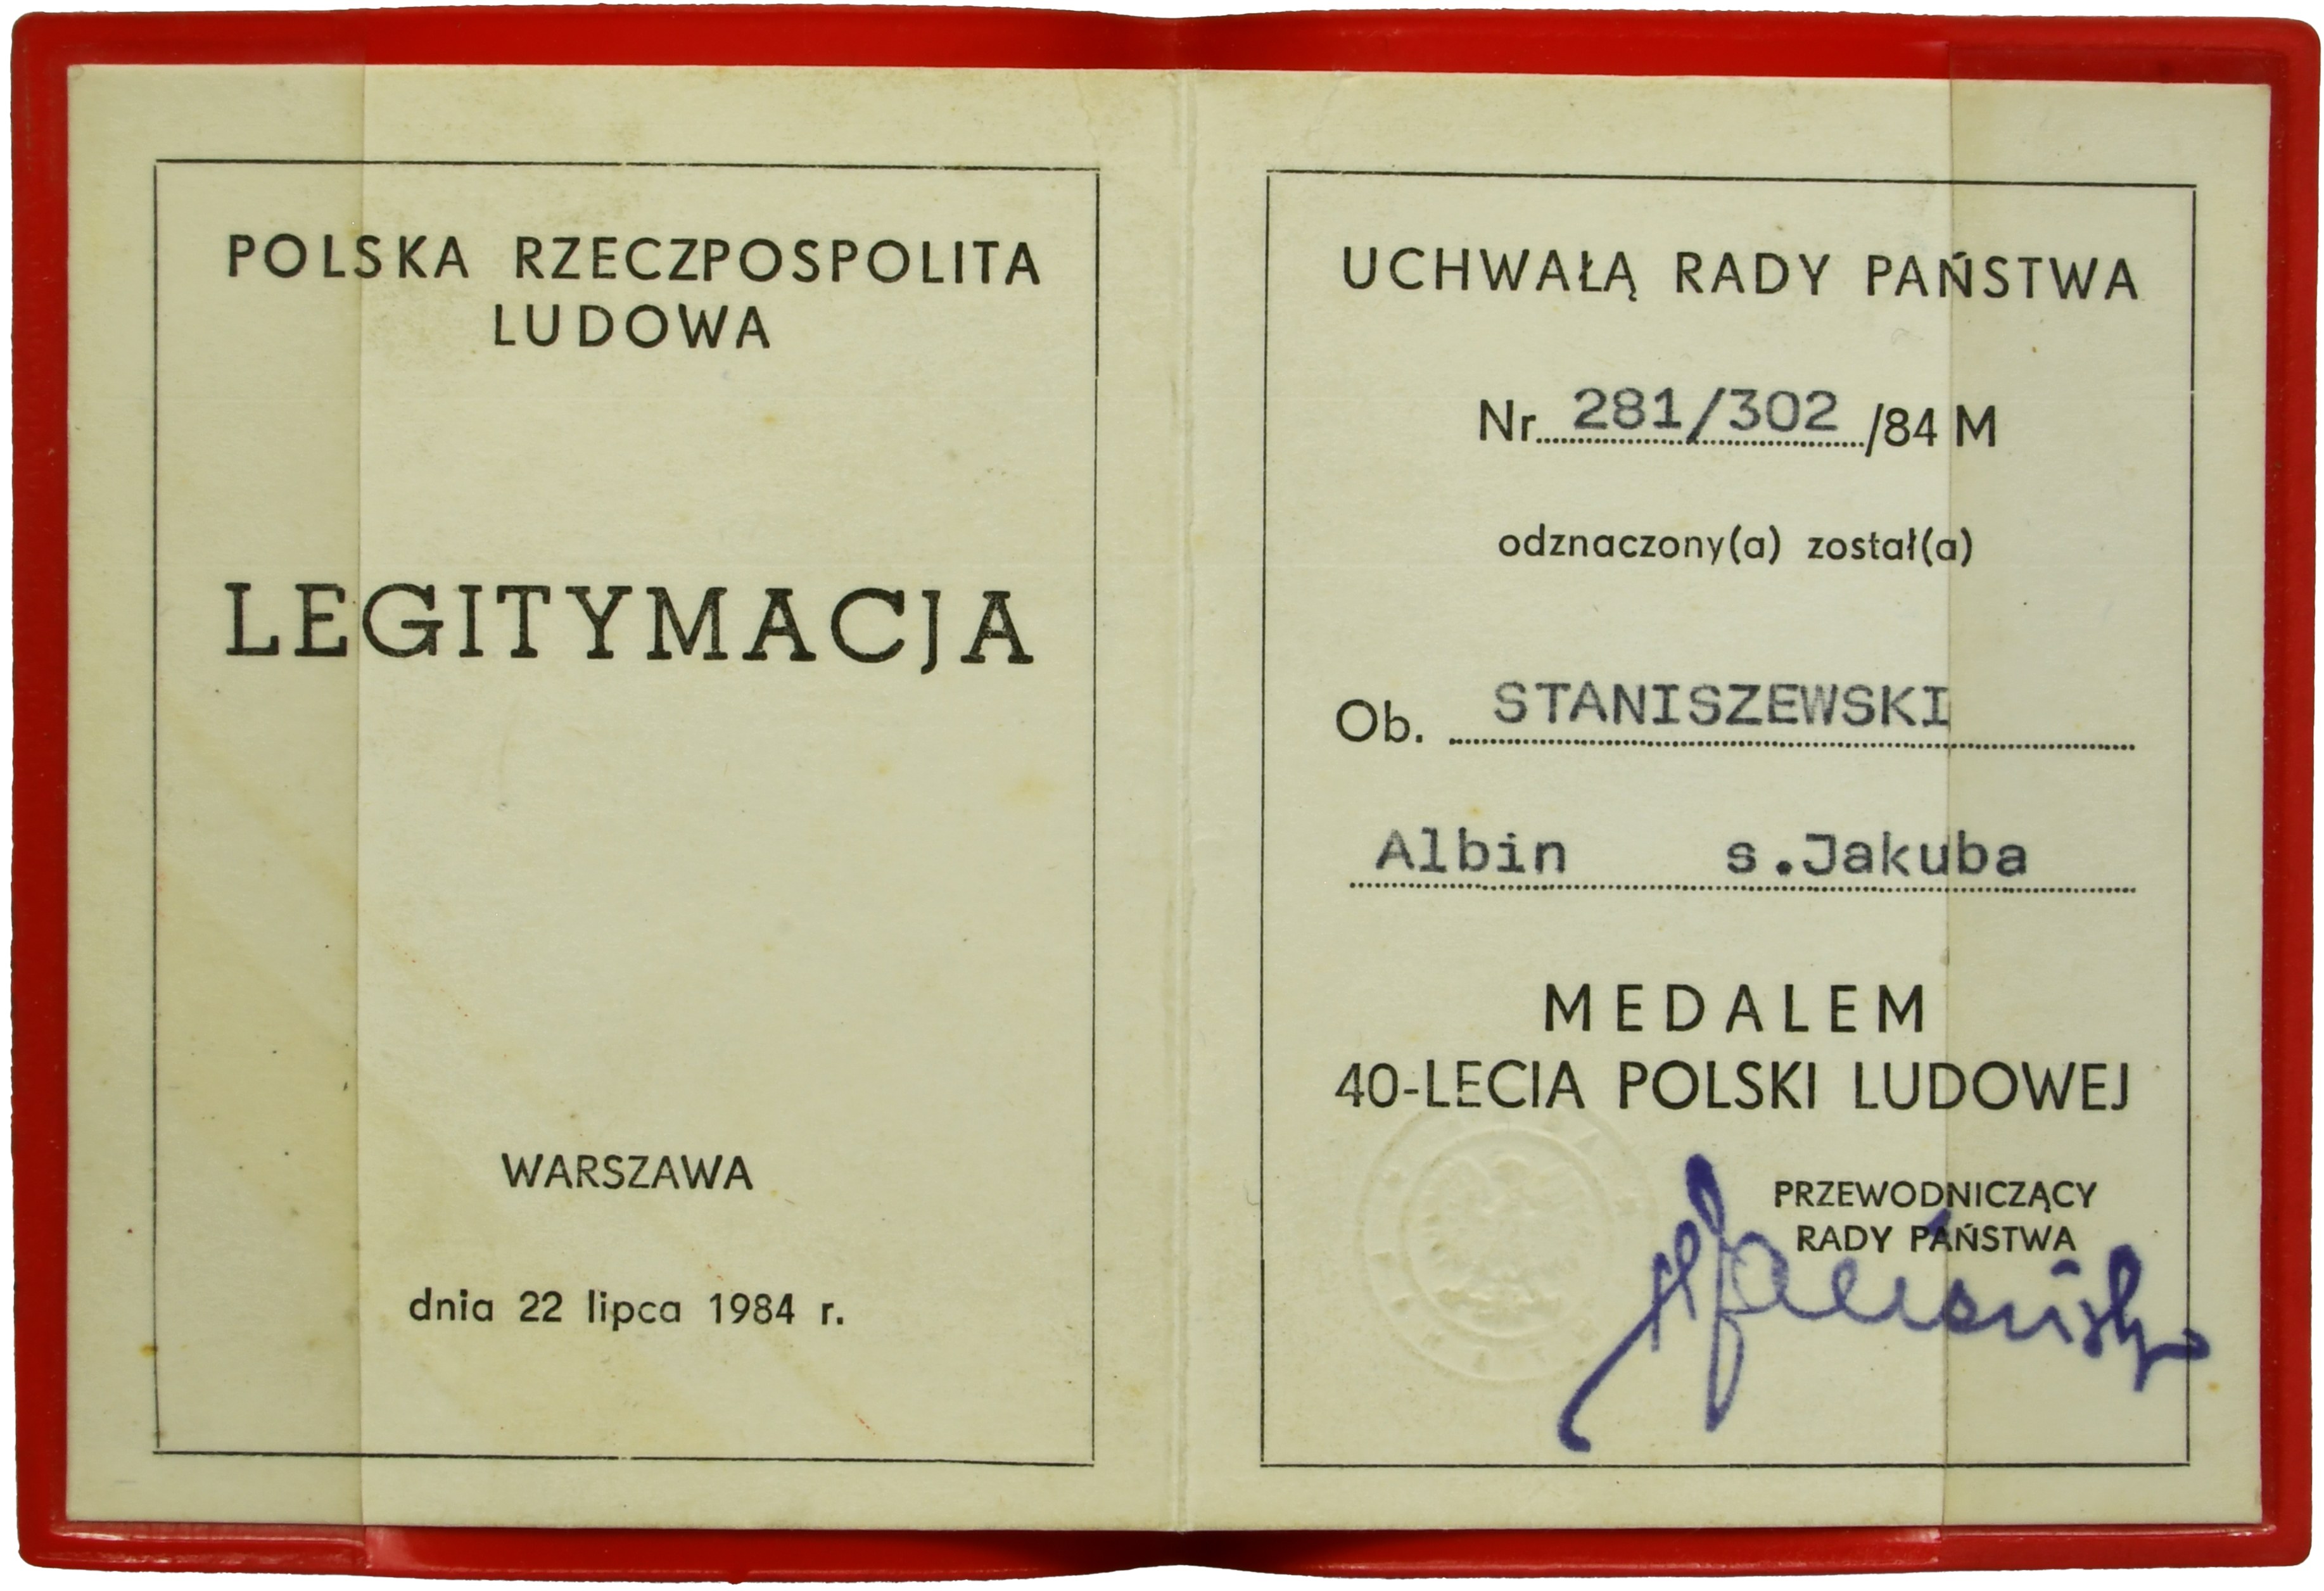 POLSKA RZECZPOSPOLITA
LUDOWA
LEGITYMACJA
WARSZAWA
dnia 22 lipca 1984 r.
UCHWAŁĄ RADY PAŃSTWA
Nr 281/302 /84 M
odznaczony(a) został(a)
Ob. STANISZEWSKI
Albin s.Jakuba
MEDALEM
40-LECIA POLSKI LUDOWEJ
PRZEWODNICZĄCY
RADY PAŃSTWA